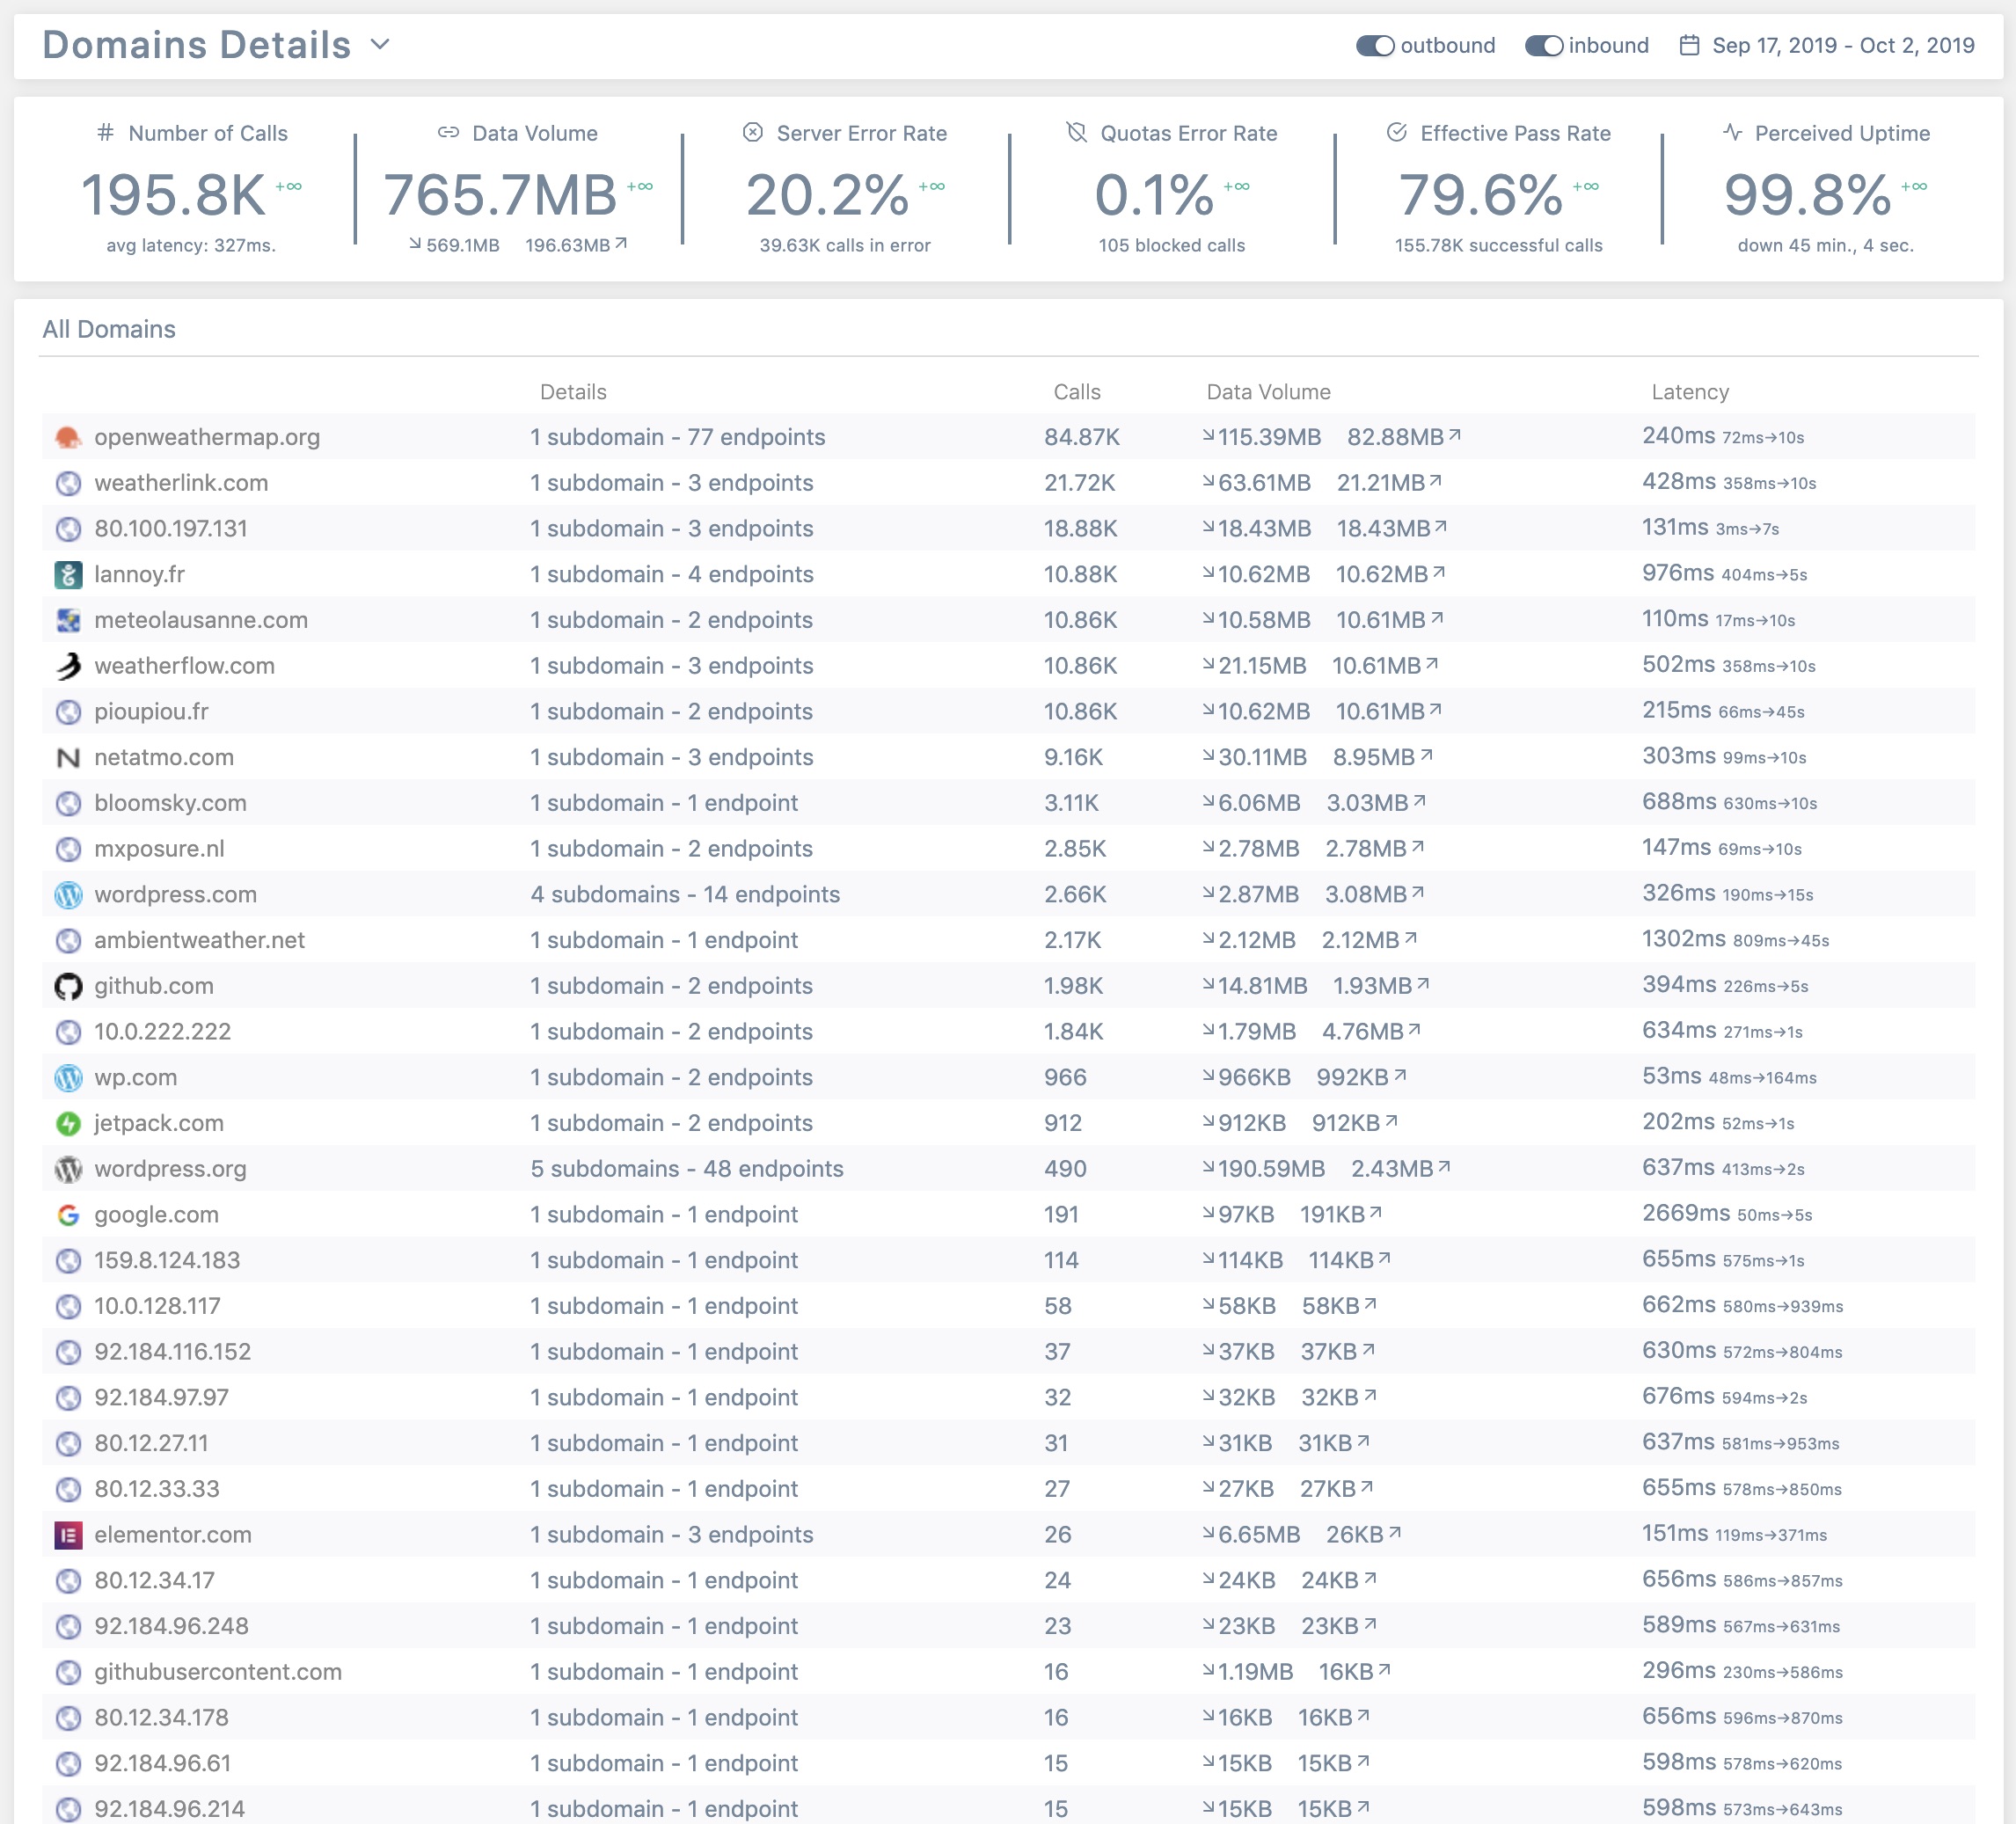 Domains Details
outbound inbound Sep 17, 2019 - Oct 2, 2019
# Number of Calls Data Volume Server Error Rate Quotas Error Rate Effective Pass Rate Perceived Uptime
195.8K +∞ 765.7MB +∞ 20.2% +∞ 0.1% +∞ 79.6% +∞ 99.8% +∞
avg latency: 327ms. ↘569.1MB 196.63MB↗ 39.63K calls in error 105 blocked calls 155.78K successful calls down 45 min., 4 sec.
All Domains
Details Calls Data Volume Latency
openweathermap.org 1 subdomain - 77 endpoints 84.87K ↘115.39MB 82.88MB↗ 240ms 72ms→10s
weatherlink.com 1 subdomain - 3 endpoints 21.72K ↘63.61MB 21.21MB↗ 428ms 358ms→10s
80.100.197.131 1 subdomain - 3 endpoints 18.88K ↘18.43MB 18.43MB↗ 131ms 3ms→7s
lannoy.fr 1 subdomain - 4 endpoints 10.88K ↘10.62MB 10.62MB↗ 976ms 404ms→5s
meteolausanne.com 1 subdomain - 2 endpoints 10.86K ↘10.58MB 10.61MB↗ 110ms 17ms→10s
weatherflow.com 1 subdomain - 3 endpoints 10.86K ↘21.15MB 10.61MB↗ 502ms 358ms→10s
pioupiou.fr 1 subdomain - 2 endpoints 10.86K ↘10.62MB 10.61MB↗ 215ms 66ms→45s
netatmo.com 1 subdomain - 3 endpoints 9.16K ↘30.11MB 8.95MB↗ 303ms 99ms→10s
bloomsky.com 1 subdomain - 1 endpoint 3.11K ↘6.06MB 3.03MB↗ 688ms 630ms→10s
mxposure.nl 1 subdomain - 2 endpoints 2.85K ↘2.78MB 2.78MB↗ 147ms 69ms→10s
wordpress.com 4 subdomains - 14 endpoints 2.66K ↘2.87MB 3.08MB↗ 326ms 190ms→15s
ambientweather.net 1 subdomain - 1 endpoint 2.17K ↘2.12MB 2.12MB↗ 1302ms 809ms→45s
github.com 1 subdomain - 2 endpoints 1.98K ↘14.81MB 1.93MB↗ 394ms 226ms→5s
10.0.222.222 1 subdomain - 2 endpoints 1.84K ↘1.79MB 4.76MB↗ 634ms 271ms→1s
wp.com 1 subdomain - 2 endpoints 966 ↘966KB 992KB↗ 53ms 48ms→164ms
jetpack.com 1 subdomain - 2 endpoints 912 ↘912KB 912KB↗ 202ms 52ms→1s
wordpress.org 5 subdomains - 48 endpoints 490 ↘190.59MB 2.43MB↗ 637ms 413ms→2s
google.com 1 subdomain - 1 endpoint 191 ↘97KB 191KB↗ 2669ms 50ms→5s
159.8.124.183 1 subdomain - 1 endpoint 114 ↘114KB 114KB↗ 655ms 575ms→1s
10.0.128.117 1 subdomain - 1 endpoint 58 ↘58KB 58KB↗ 662ms 580ms→939ms
92.184.116.152 1 subdomain - 1 endpoint 37 ↘37KB 37KB↗ 630ms 572ms→804ms
92.184.97.97 1 subdomain - 1 endpoint 32 ↘32KB 32KB↗ 676ms 594ms→2s
80.12.27.11 1 subdomain - 1 endpoint 31 ↘31KB 31KB↗ 637ms 581ms→953ms
80.12.33.33 1 subdomain - 1 endpoint 27 ↘27KB 27KB↗ 655ms 578ms→850ms
elementor.com 1 subdomain - 3 endpoints 26 ↘6.65MB 26KB↗ 151ms 119ms→371ms
80.12.34.17 1 subdomain - 1 endpoint 24 ↘24KB 24KB↗ 656ms 586ms→857ms
92.184.96.248 1 subdomain - 1 endpoint 23 ↘23KB 23KB↗ 589ms 567ms→631ms
githubusercontent.com 1 subdomain - 1 endpoint 16 ↘1.19MB 16KB↗ 296ms 230ms→586ms
80.12.34.178 1 subdomain - 1 endpoint 16 ↘16KB 16KB↗ 656ms 596ms→870ms
92.184.96.61 1 subdomain - 1 endpoint 15 ↘15KB 15KB↗ 598ms 578ms→620ms
92.184.96.214 1 subdomain - 1 endpoint 15 ↘15KB 15KB↗ 598ms 573ms→643ms